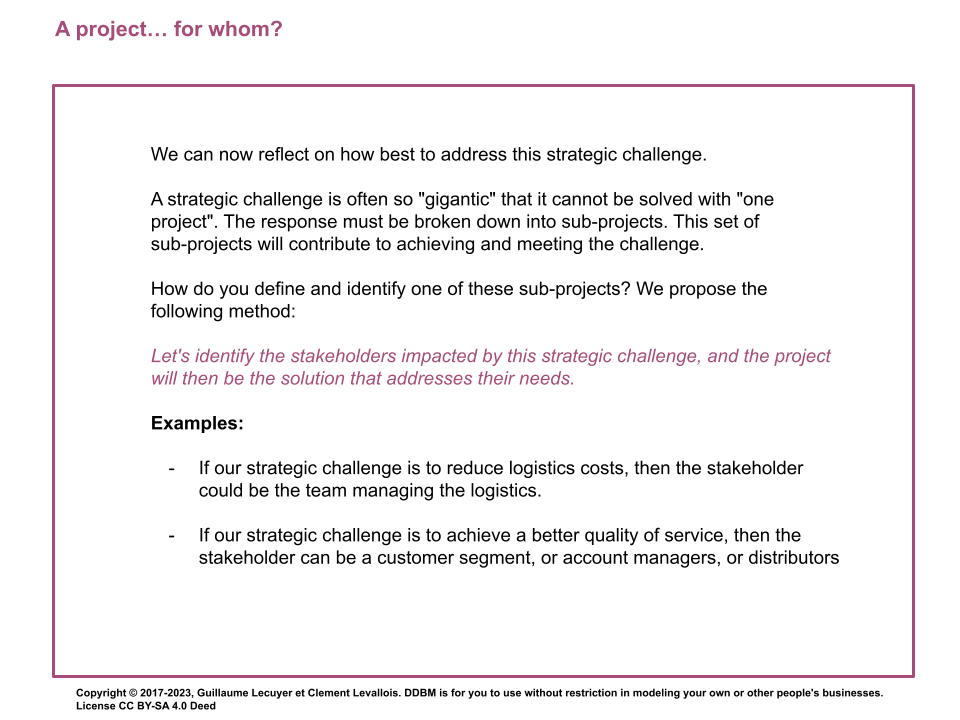 A project… for whom?
We can now reflect on how best to address this strategic challenge.
A strategic challenge is often so "gigantic" that it cannot be solved with "one
project". The response must be broken down into sub-projects. This set of
sub-projects will contribute to achieving and meeting the challenge.
How do you define and identify one of these sub-projects? We propose the
following method:
Let's identify the stakeholders impacted by this strategic challenge, and the project
will then be the solution that addresses their needs.
Examples:
- If our strategic challenge is to reduce logistics costs, then the stakeholder
could be the team managing the logistics.
- If our strategic challenge is to achieve a better quality of service, then the
stakeholder can be a customer segment, or account managers, or distributors
Copyright © 2017-2023, Guillaume Lecuyer et Clement Levallois. DDBM is for you to use without restriction in modeling your own or other people's businesses.
License CC BY-SA 4.0 Deed